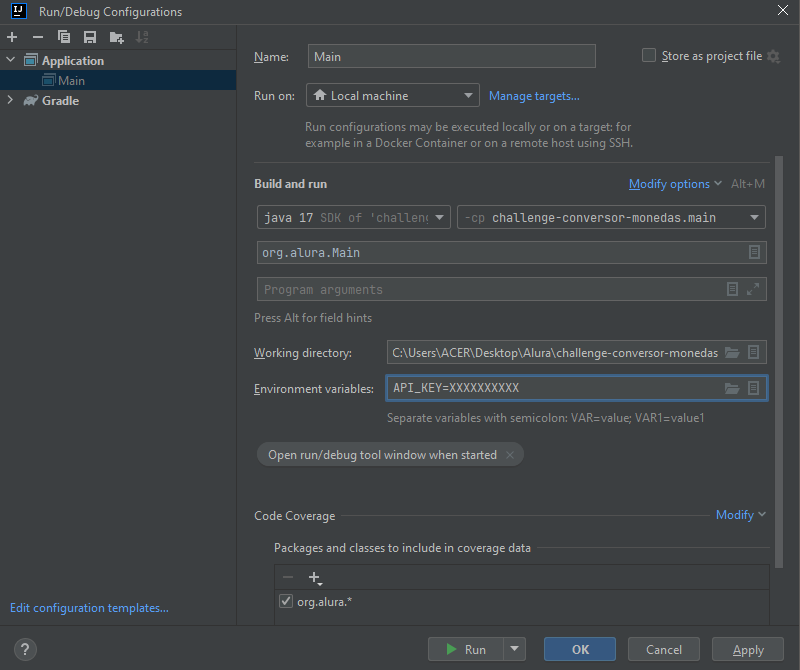 IJ Run/Debug Configurations
Application
Main
Gradle
Name: Main
Store as project file
Run on: Local machine Manage targets...
Run configurations may be executed locally or on a target: for
example in a Docker Container or on a remote host using SSH.
Build and run Modify options Alt+M
java 17 SDK of 'challeng -cp challenge-conversor-monedas.main
org.alura.Main
Program arguments
Press Alt for field hints
Working directory: C:\Users\ACER\Desktop\Alura\challenge-conversor-monedas
Environment variables: API_KEY=XXXXXXXXXX
Separate variables with semicolon: VAR=value; VAR1=value1
Open run/debug tool window when started
Code Coverage Modify
Packages and classes to include in coverage data
org.alura.*
Edit configuration templates...
? Run OK Cancel Apply